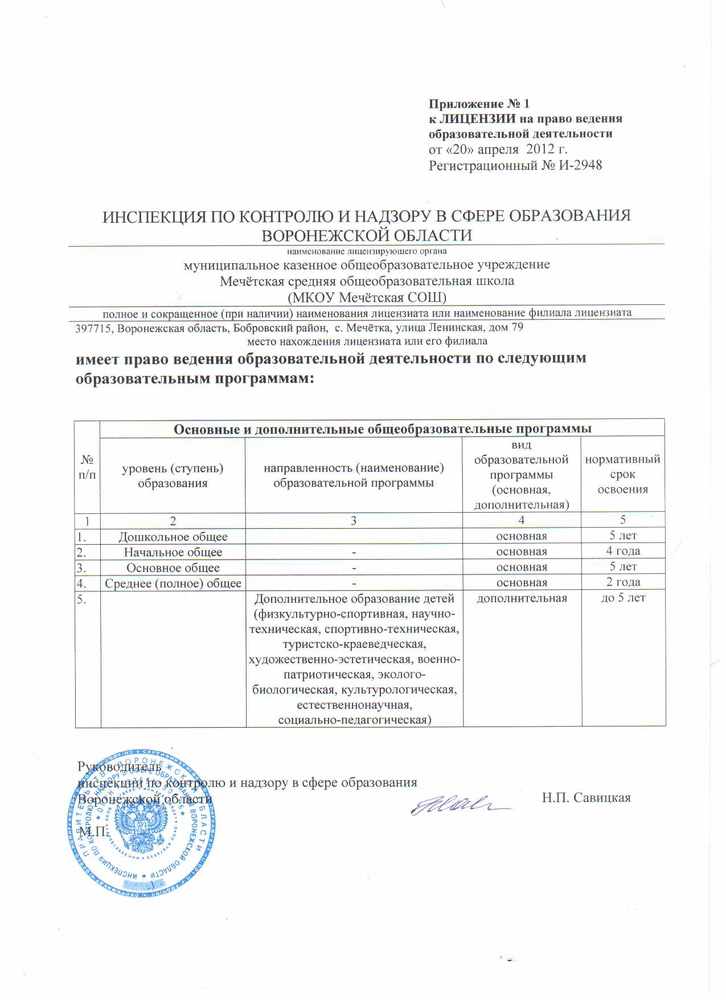 Приложение № 1
к ЛИЦЕНЗИИ на право ведения
образовательной деятельности
от «20» апреля 2012 г.
Регистрационный № И-2948
ИНСПЕКЦИЯ ПО КОНТРОЛЮ И НАДЗОРУ В СФЕРЕ ОБРАЗОВАНИЯ
ВОРОНЕЖСКОЙ ОБЛАСТИ
наименование лицензирующего органа
муниципальное казенное общеобразовательное учреждение
Мечётская средняя общеобразовательная школа
(МКОУ Мечётская СОШ)
полное и сокращенное (при наличии) наименования лицензиата или наименование филиала лицензиата
397715, Воронежская область, Бобровский район, с. Мечётка, улица Ленинская, дом 79
место нахождения лицензиата или его филиала
имеет право ведения образовательной деятельности по следующим
образовательным программам:
Основные и дополнительные общеобразовательные программы
№
п/п
уровень (ступень)
образования
направленность (наименование)
образовательной программы
вид
образовательной
программы
(основная,
дополнительная)
нормативный
срок
освоения
1 2 3 4 5
1. Дошкольное общее основная 5 лет
2. Начальное общее - основная 4 года
3. Основное общее - основная 5 лет
4. Среднее (полное) общее - основная 2 года
5. Дополнительное образование детей дополнительная до 5 лет
(физкультурно-спортивная, научно-
техническая, спортивно-техническая,
туристско-краеведческая,
художественно-эстетическая, военно-
патриотическая, эколого-
биологическая, культурологическая,
естественнонаучная,
социально-педагогическая)
Руководитель
инспекции по контролю и надзору в сфере образования
Воронежской области Н.П. Савицкая
М.П.